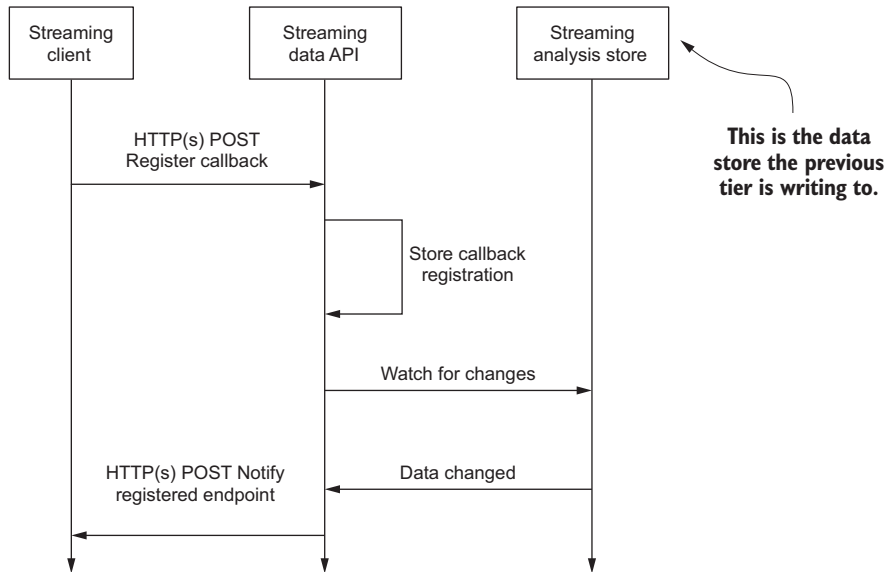 Streaming
client
Streaming
data API
Streaming
analysis store
This is the data
store the previous
tier is writing to.
HTTP(s) POST
Register callback
Store callback
registration
Watch for changes
Data changed
HTTP(s) POST Notify
registered endpoint